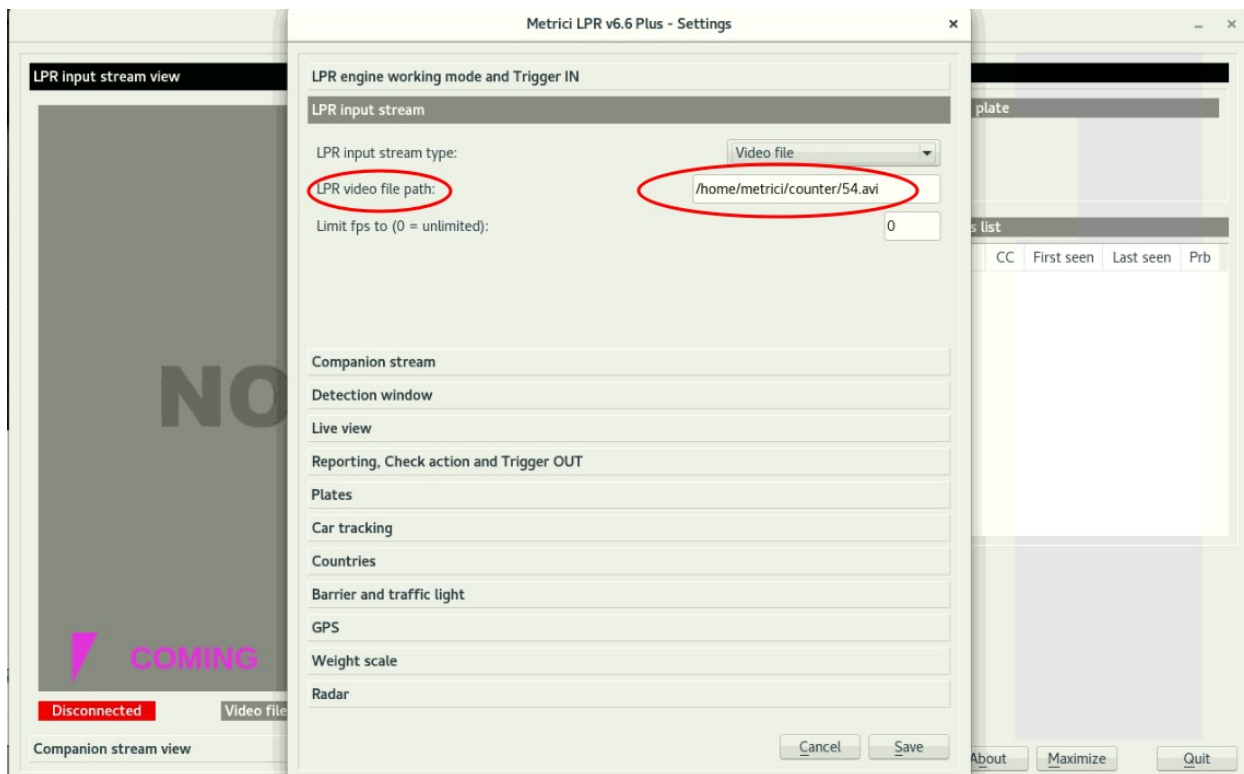 Metrici LPR v6.6 Plus - Settings
LPR input stream view
LPR engine working mode and Trigger IN
LPR input stream
plate
LPR input stream type:
Video file
LPR video file path:
/home/metrici/counter/54.avi
Limit fps to (0 = unlimited):
0
s list
CC First seen Last seen Prb
Companion stream
Detection window
NO
Live view
Reporting, Check action and Trigger OUT
Plates
Car tracking
Countries
Barrier and traffic light
GPS
COMING
Weight scale
Radar
Disconnected
Video file
Companion stream view
Cancel
Save
About
Maximize
Quit